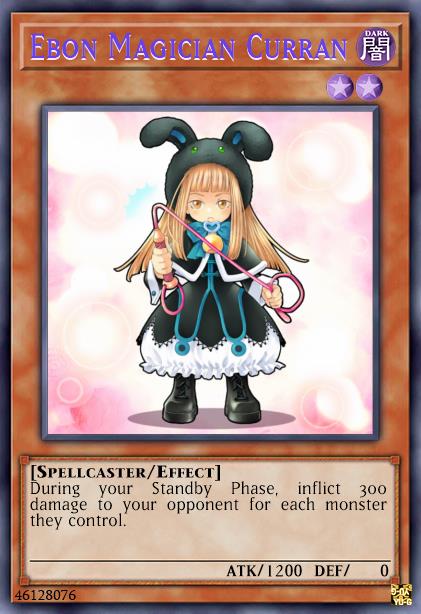 Ebon Magician Curran
DARK
闇
[Spellcaster/Effect]
During your Standby Phase, inflict 300
damage to your opponent for each monster
they control.
ATK/1200 DEF/ 0
46128076